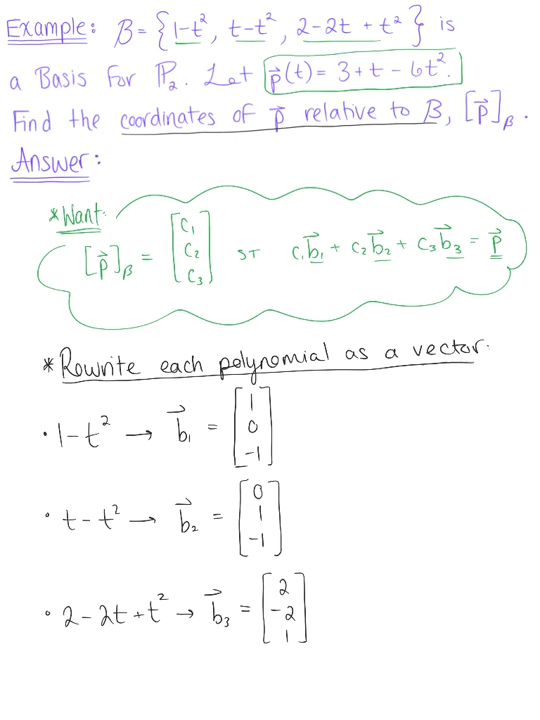 Example: B = {1-t², t-t², 2-2t+t²} is
a Basis for ℙ₂. Let p⃗(t) = 3+t-6t².
Find the coordinates of p⃗ relative to B, [p⃗]_β.
Answer:
*Want:
[p⃗]_β = [c₁ c₂ c₃] ST c₁b⃗₁ + c₂b⃗₂ + c₃b⃗₃ = p⃗
*Rewrite each polynomial as a vector.
• 1-t² → b⃗₁ = [1 0 -1]
• t-t² → b⃗₂ = [0 1 -1]
• 2-2t+t² → b⃗₃ = [2 -2 1]